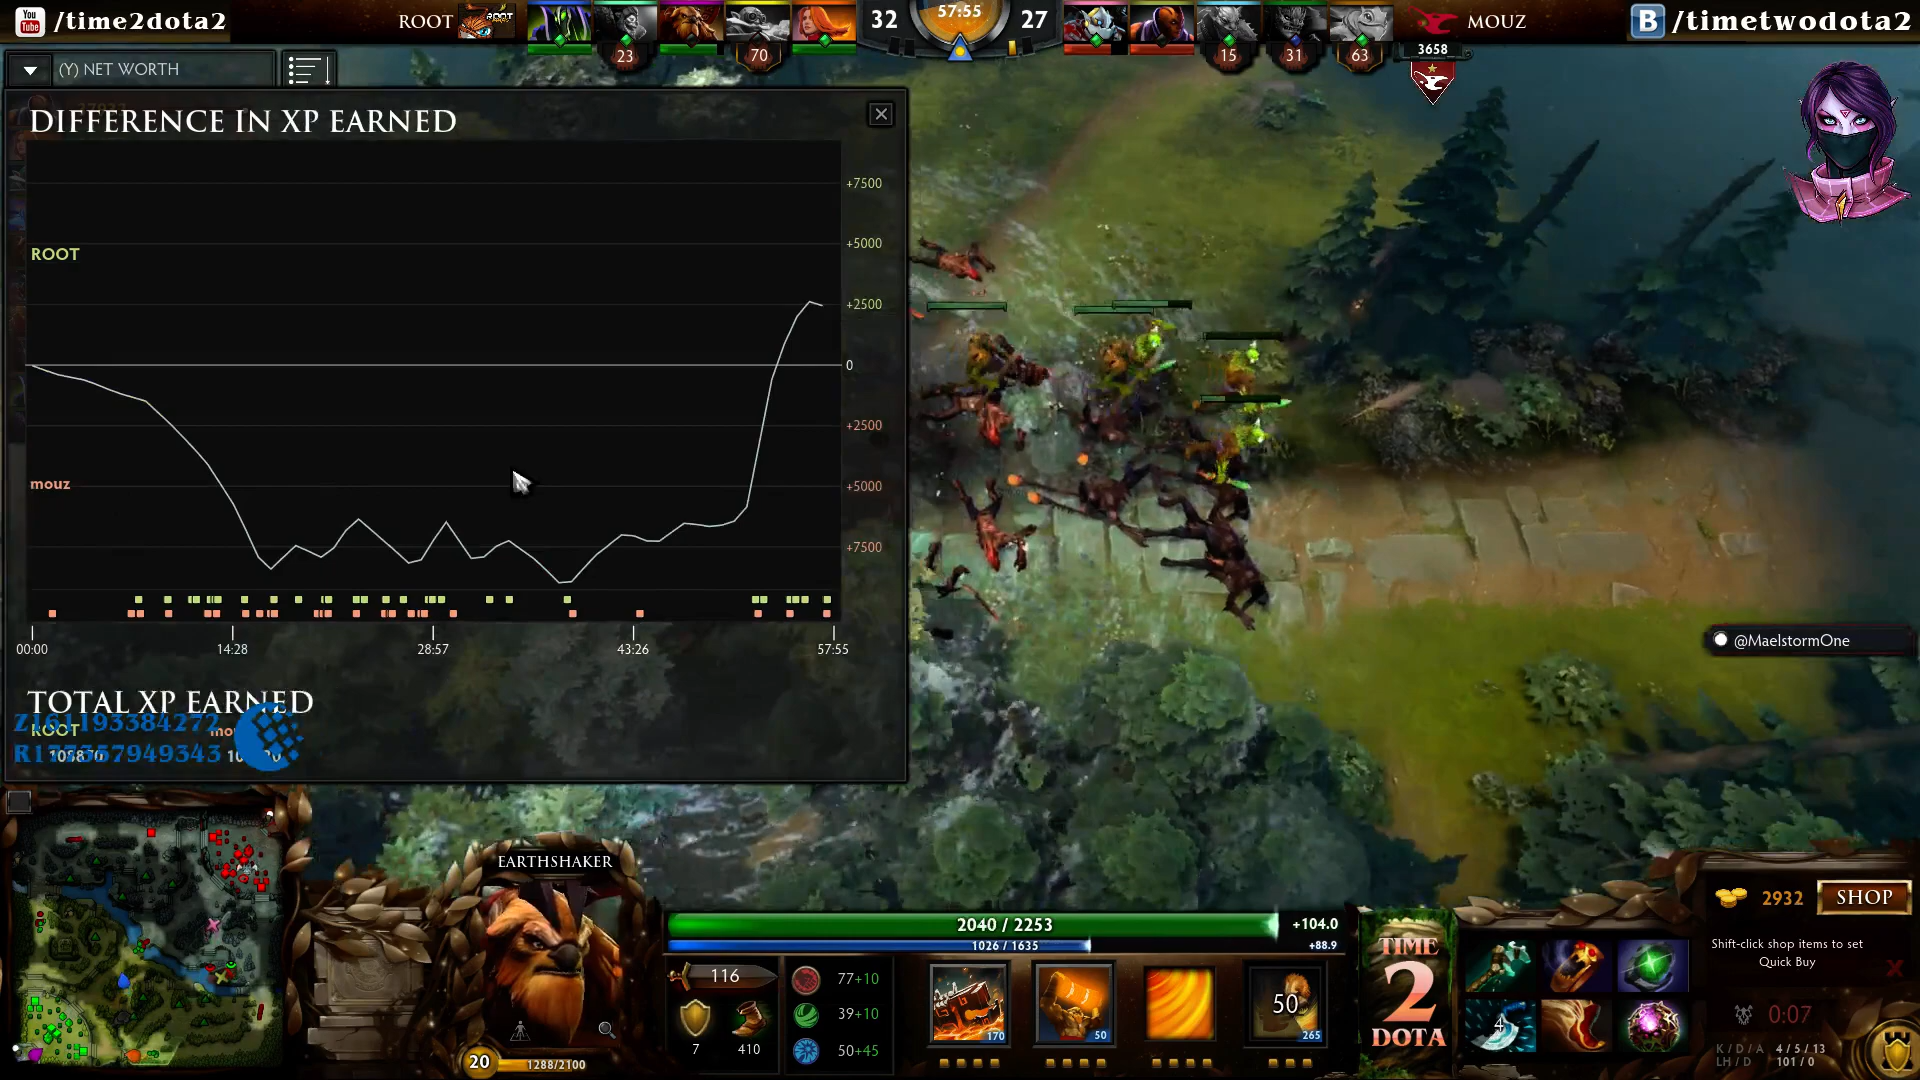 /time2dota2
ROOT
32
57:55
27
MOUZ
/timetwodota2
23
70
15
31
63
3658
(Y) NET WORTH
DIFFERENCE IN XP EARNED
+7500
+5000
ROOT
+2500
0
+2500
mouz
+5000
+7500
00:00
14:28
28:57
43:26
57:55
@MaelstormOne
TOTAL XP EARNED
Z161193384272
ROOT
R177357949343
EARTHSHAKER
2040 / 2253
+104.0
1026 / 1635
+88.9
116
77+10
39+10
50+45
7
410
20
1288/2100
170
50
50
265
TIME
2
DOTA
4
2932
SHOP
Shift-click shop items to set
Quick Buy
0:07
K / D / A 4 / 5 / 13
LH / D 101 / 0